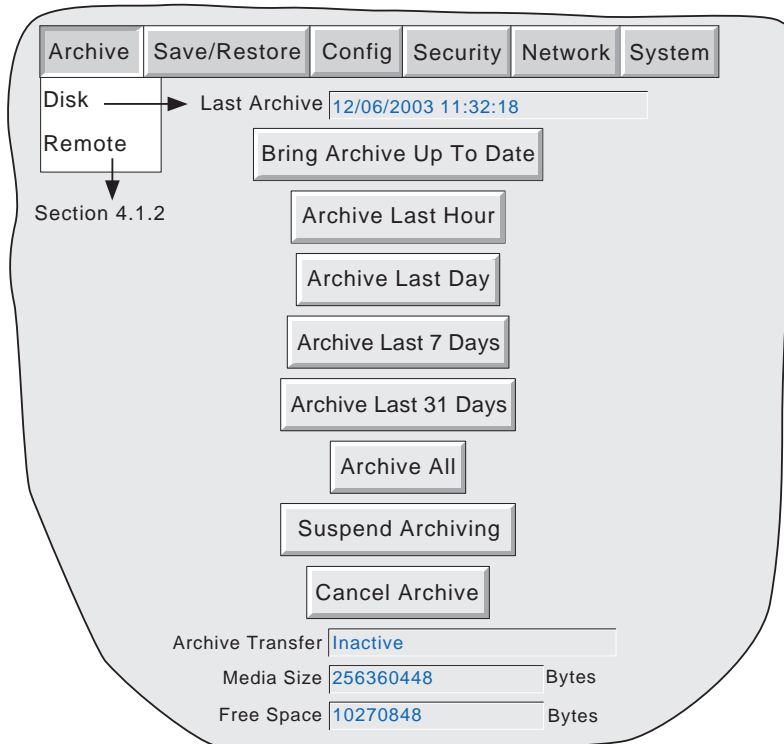 Archive Save/Restore Config Security Network System
Disk
Remote
Section 4.1.2
Last Archive 12/06/2003 11:32:18
Bring Archive Up To Date
Archive Last Hour
Archive Last Day
Archive Last 7 Days
Archive Last 31 Days
Archive All
Suspend Archiving
Cancel Archive
Archive Transfer Inactive
Media Size 256360448 Bytes
Free Space 10270848 Bytes